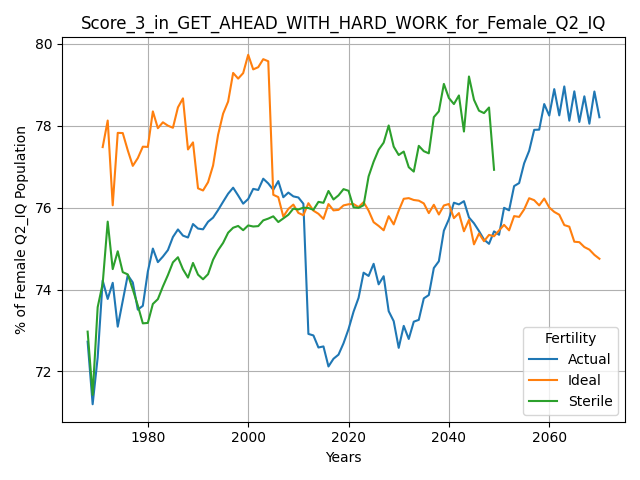 Score_3_in_GET_AHEAD_WITH_HARD_WORK_for_Female_Q2_IQ
% of Female Q2_IQ Population
80
78
76
74
72
1980
2000
2020
2040
2060
Years
Fertility
Actual
Ideal
Sterile